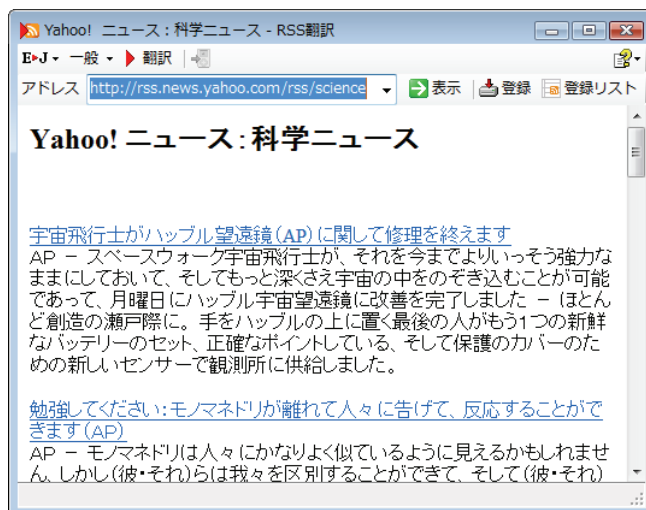 Yahoo! ニュース：科学ニュース - RSS翻訳
E▸J 一般 翻訳
アドレス http://rss.news.yahoo.com/rss/science 表示 登録 登録リスト
Yahoo! ニュース：科学ニュース
宇宙飛行士がハッブル望遠鏡(AP)に関して修理を終えます
AP － スペースウォーク宇宙飛行士が、それを今までよりいっそう強力な
ままにしておいて、そしてもっと深くさえ宇宙の中をのぞき込むことが可能
であって、月曜日にハッブル宇宙望遠鏡に改善を完了しました － ほとん
ど創造の瀬戸際に。手をハッブルの上に置く最後の人がもう1つの新鮮
なバッテリーのセット、正確なポイントしている、そして保護のカバーのた
めの新しいセンサーで観測所に供給しました。
勉強してください：モノマネドリが離れて人々に告げて、反応することがで
きます(AP)
AP － モノマネドリは人々にかなりよく似ているように見えるかもしれませ
ん、しかし(彼・それ)らは我々を区別することができて、そして(彼・それ)